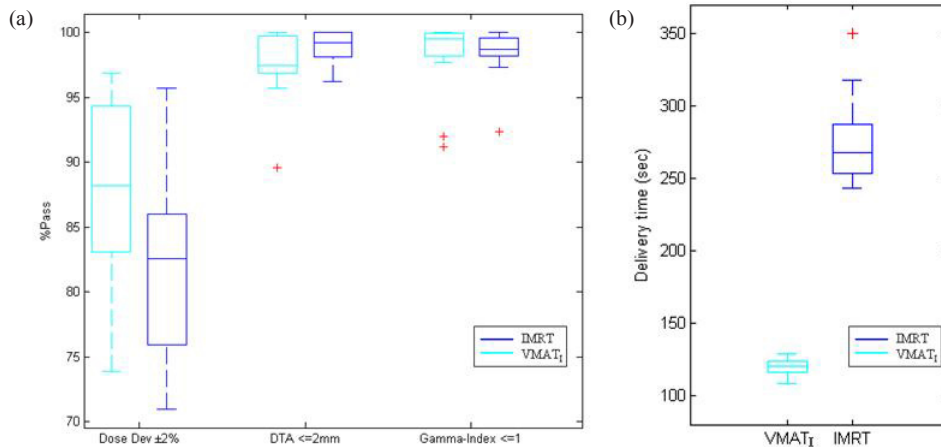 (a)
100
95
90
85
80
75
70
%Pass
Dose Dev ±2%
DTA <=2mm
Gamma-Index <=1
IMRT
VMATI
(b)
350
300
250
200
150
100
Delivery time (sec)
VMATI
IMRT
IMRT
VMATI